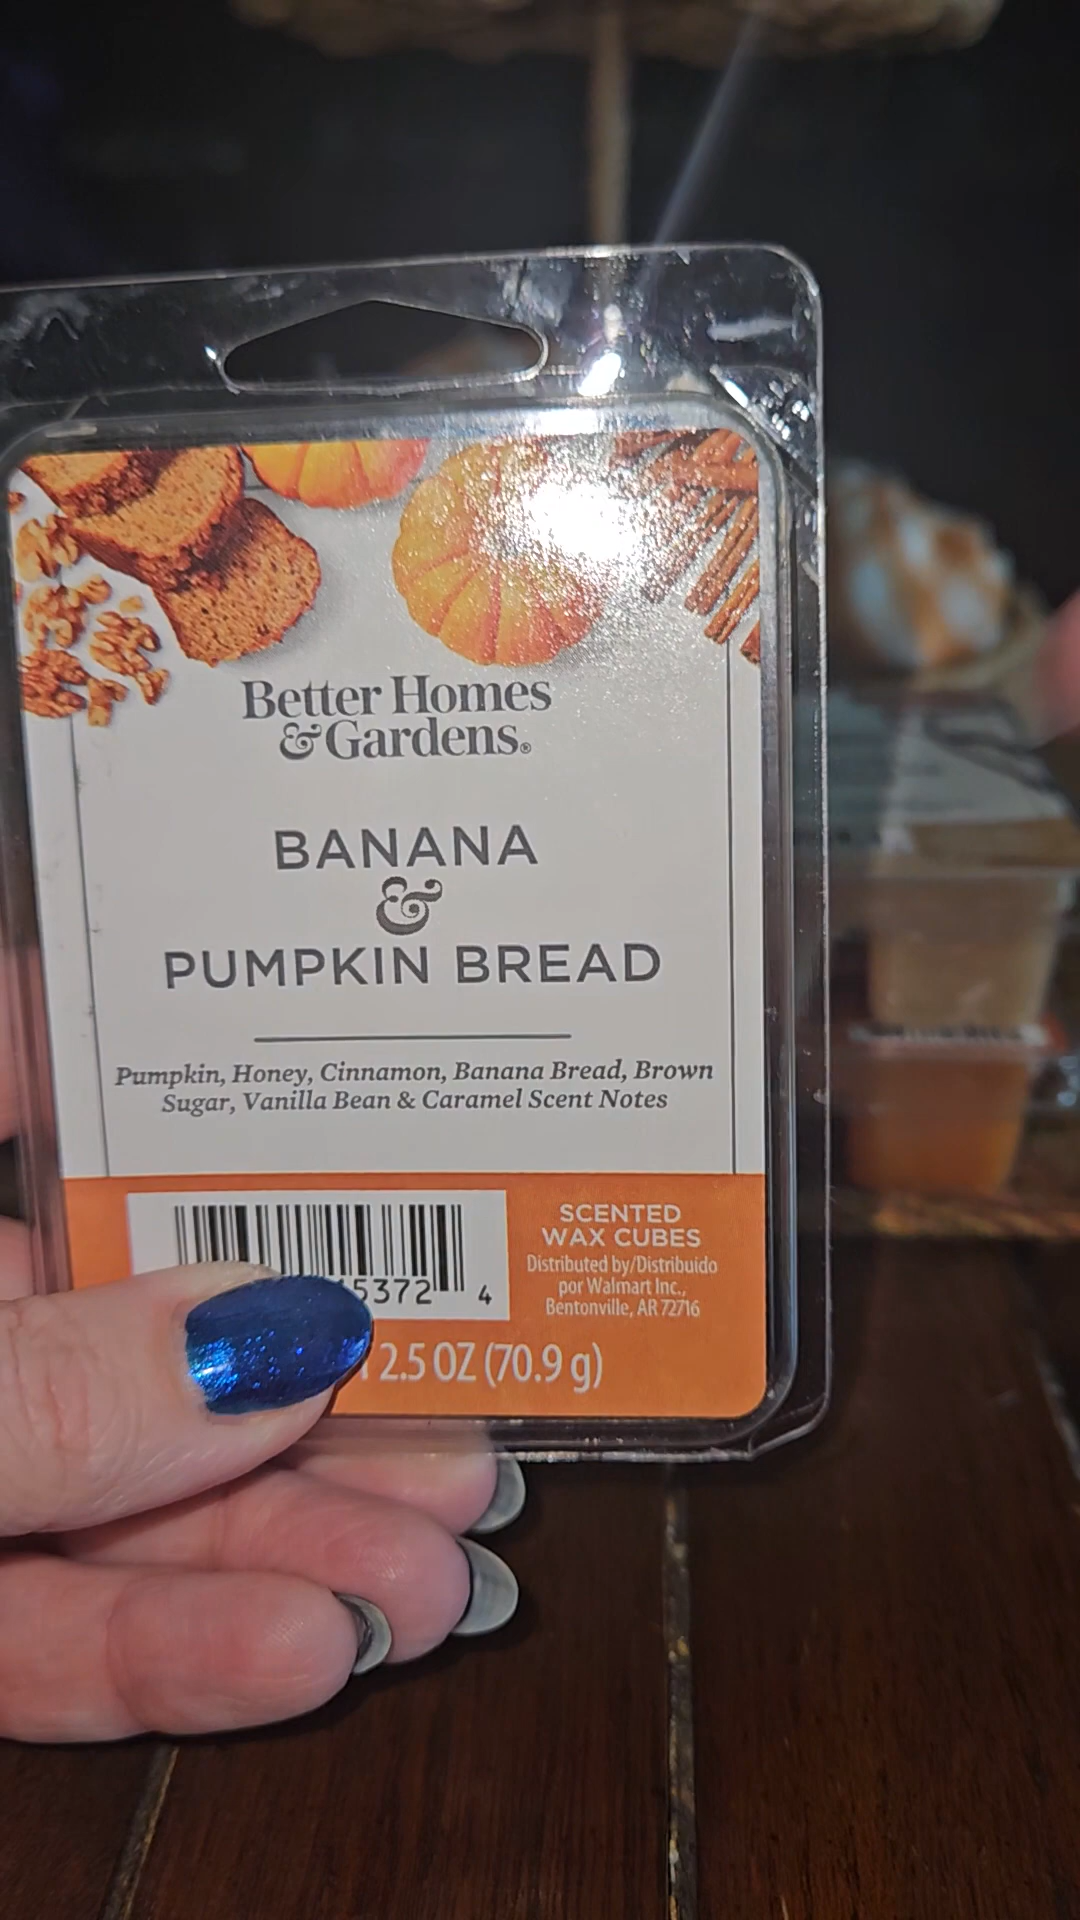 Better Homes
& Gardens®
BANANA
&
PUMPKIN BREAD
Pumpkin, Honey, Cinnamon, Banana Bread, Brown
Sugar, Vanilla Bean & Caramel Scent Notes
5372 4
SCENTED
WAX CUBES
Distributed by/Distribuido
por Walmart Inc.,
Bentonville, AR 72716
2.5 OZ (70.9 g)